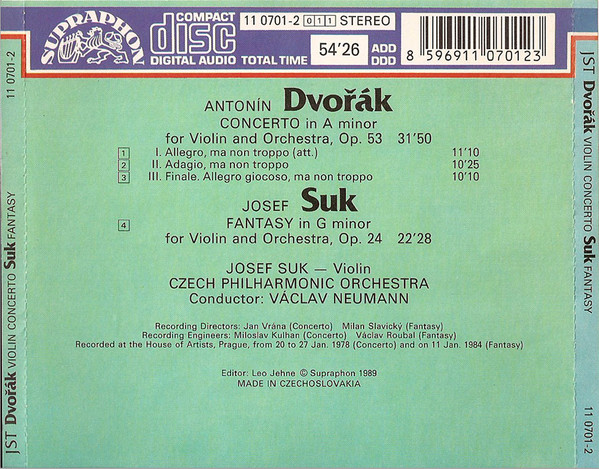 SUPRAPHON
COMPACT
disc
DIGITAL AUDIO
11 0701-2 011 STEREO
TOTAL TIME
54'26
ADD
DDD
8 596911 070123
ANTONÍN Dvořák
CONCERTO in A minor
for Violin and Orchestra, Op. 53 31'50
1 I. Allegro, ma non troppo (att.) 11'10
2 II. Adagio, ma non troppo 10'25
3 III. Finale. Allegro giocoso, ma non troppo 10'10
JOSEF Suk
4 FANTASY in G minor
for Violin and Orchestra, Op. 24 22'28
JOSEF SUK — Violin
CZECH PHILHARMONIC ORCHESTRA
Conductor: VÁCLAV NEUMANN
Recording Directors: Jan Vrána (Concerto) Milan Slavický (Fantasy)
Recording Engineers: Miloslav Kulhan (Concerto) Václav Roubal (Fantasy)
Recorded at the House of Artists, Prague, from 20 to 27 Jan. 1978 (Concerto) and on 11 Jan. 1984 (Fantasy)
Editor: Leo Jehne © Supraphon 1989
MADE IN CZECHOSLOVAKIA
JST Dvořák VIOLIN CONCERTO Suk FANTASY 11 0701-2
JST Dvořák VIOLIN CONCERTO Suk FANTASY 11 0701-2